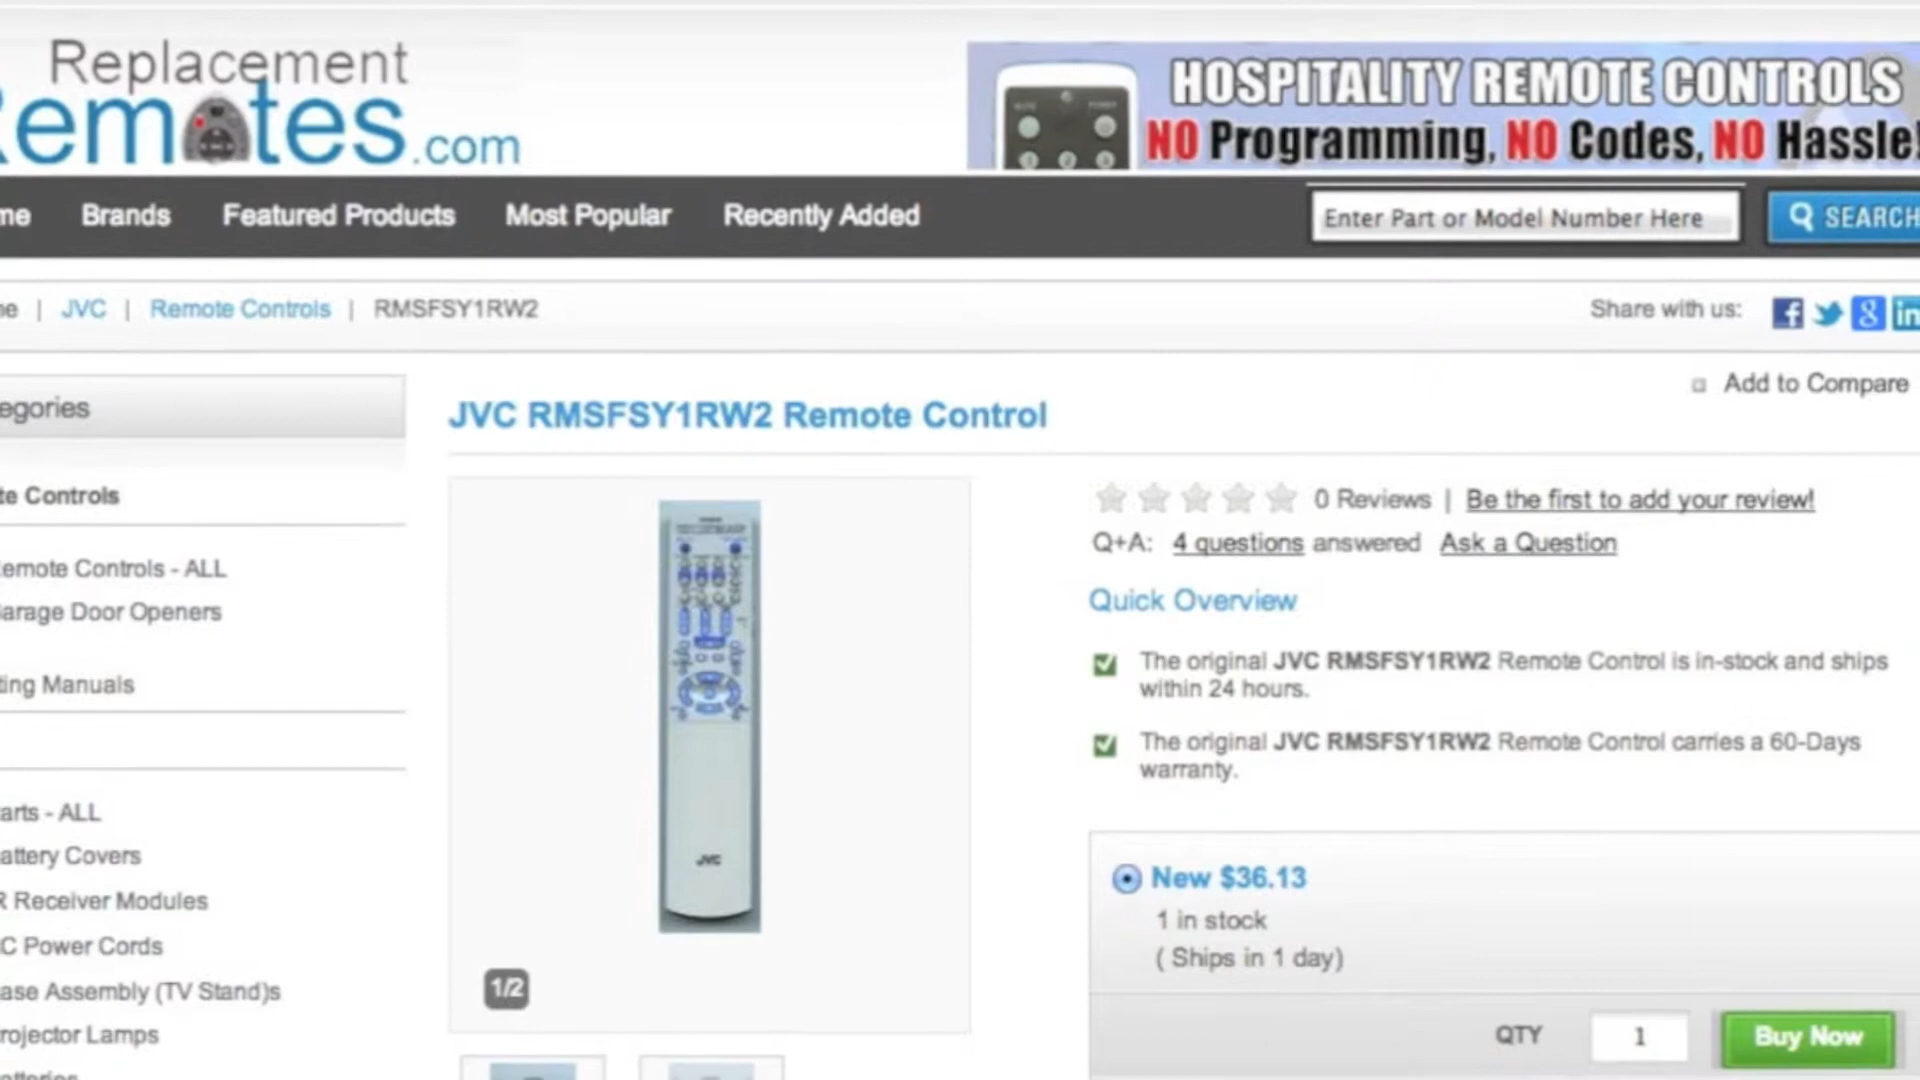 Replacement
Remotes.com
HOSPITALITY REMOTE CONTROLS
NO Programming, NO Codes, NO Hassle!
me
Brands
Featured Products
Most Popular
Recently Added
Enter Part or Model Number Here
SEARCH
e | JVC | Remote Controls | RMSFSY1RW2
Share with us:
Add to Compare
egories
JVC RMSFSY1RW2 Remote Control
te Controls
emote Controls - ALL
arage Door Openers
ting Manuals
arts - ALL
attery Covers
R Receiver Modules
C Power Cords
ase Assembly (TV Stand)s
rojector Lamps
JVC
1/2
0 Reviews | Be the first to add your review!
Q+A: 4 questions answered Ask a Question
Quick Overview
The original JVC RMSFSY1RW2 Remote Control is in-stock and ships
within 24 hours.
The original JVC RMSFSY1RW2 Remote Control carries a 60-Days
warranty.
New $36.13
1 in stock
( Ships in 1 day)
QTY
1
Buy Now